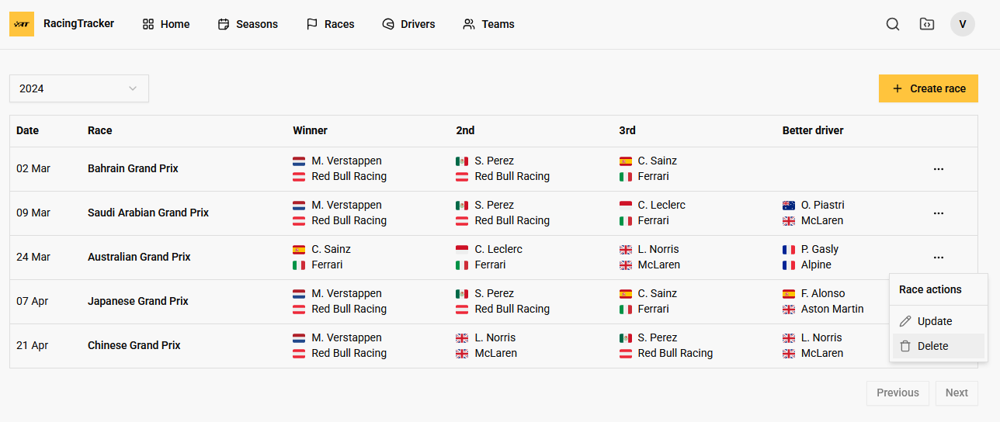 RacingTracker Home Seasons Races Drivers Teams V
2024 Create race
Date Race Winner 2nd 3rd Better driver
02 Mar Bahrain Grand Prix M. Verstappen Red Bull Racing S. Perez Red Bull Racing C. Sainz Ferrari
09 Mar Saudi Arabian Grand Prix M. Verstappen Red Bull Racing S. Perez Red Bull Racing C. Leclerc Ferrari O. Piastri McLaren
24 Mar Australian Grand Prix C. Sainz Ferrari C. Leclerc Ferrari L. Norris McLaren P. Gasly Alpine
07 Apr Japanese Grand Prix M. Verstappen Red Bull Racing S. Perez Red Bull Racing C. Sainz Ferrari F. Alonso Aston Martin
21 Apr Chinese Grand Prix M. Verstappen Red Bull Racing L. Norris McLaren S. Perez Red Bull Racing L. Norris McLaren
Race actions
Update
Delete
Previous Next